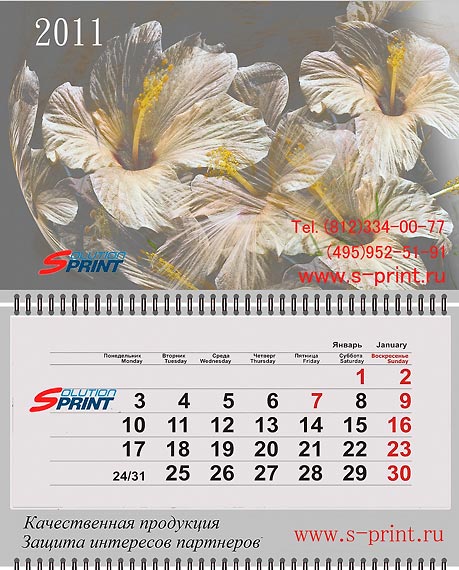 2011
Tel. (812)334-00-77
(495)952-51-91
SOLUTION
SPRINT
www.s-print.ru
Январь January
Понедельник Вторник Среда Четверг Пятница Суббота Воскресенье
Monday Tuesday Wednesday Thursday Friday Saturday Sunday
1 2
SOLUTION
SPRINT
3 4 5 6 7 8 9
10 11 12 13 14 15 16
17 18 19 20 21 22 23
24/31 25 26 27 28 29 30
Качественная продукция
Защита интересов партнеров
www.s-print.ru